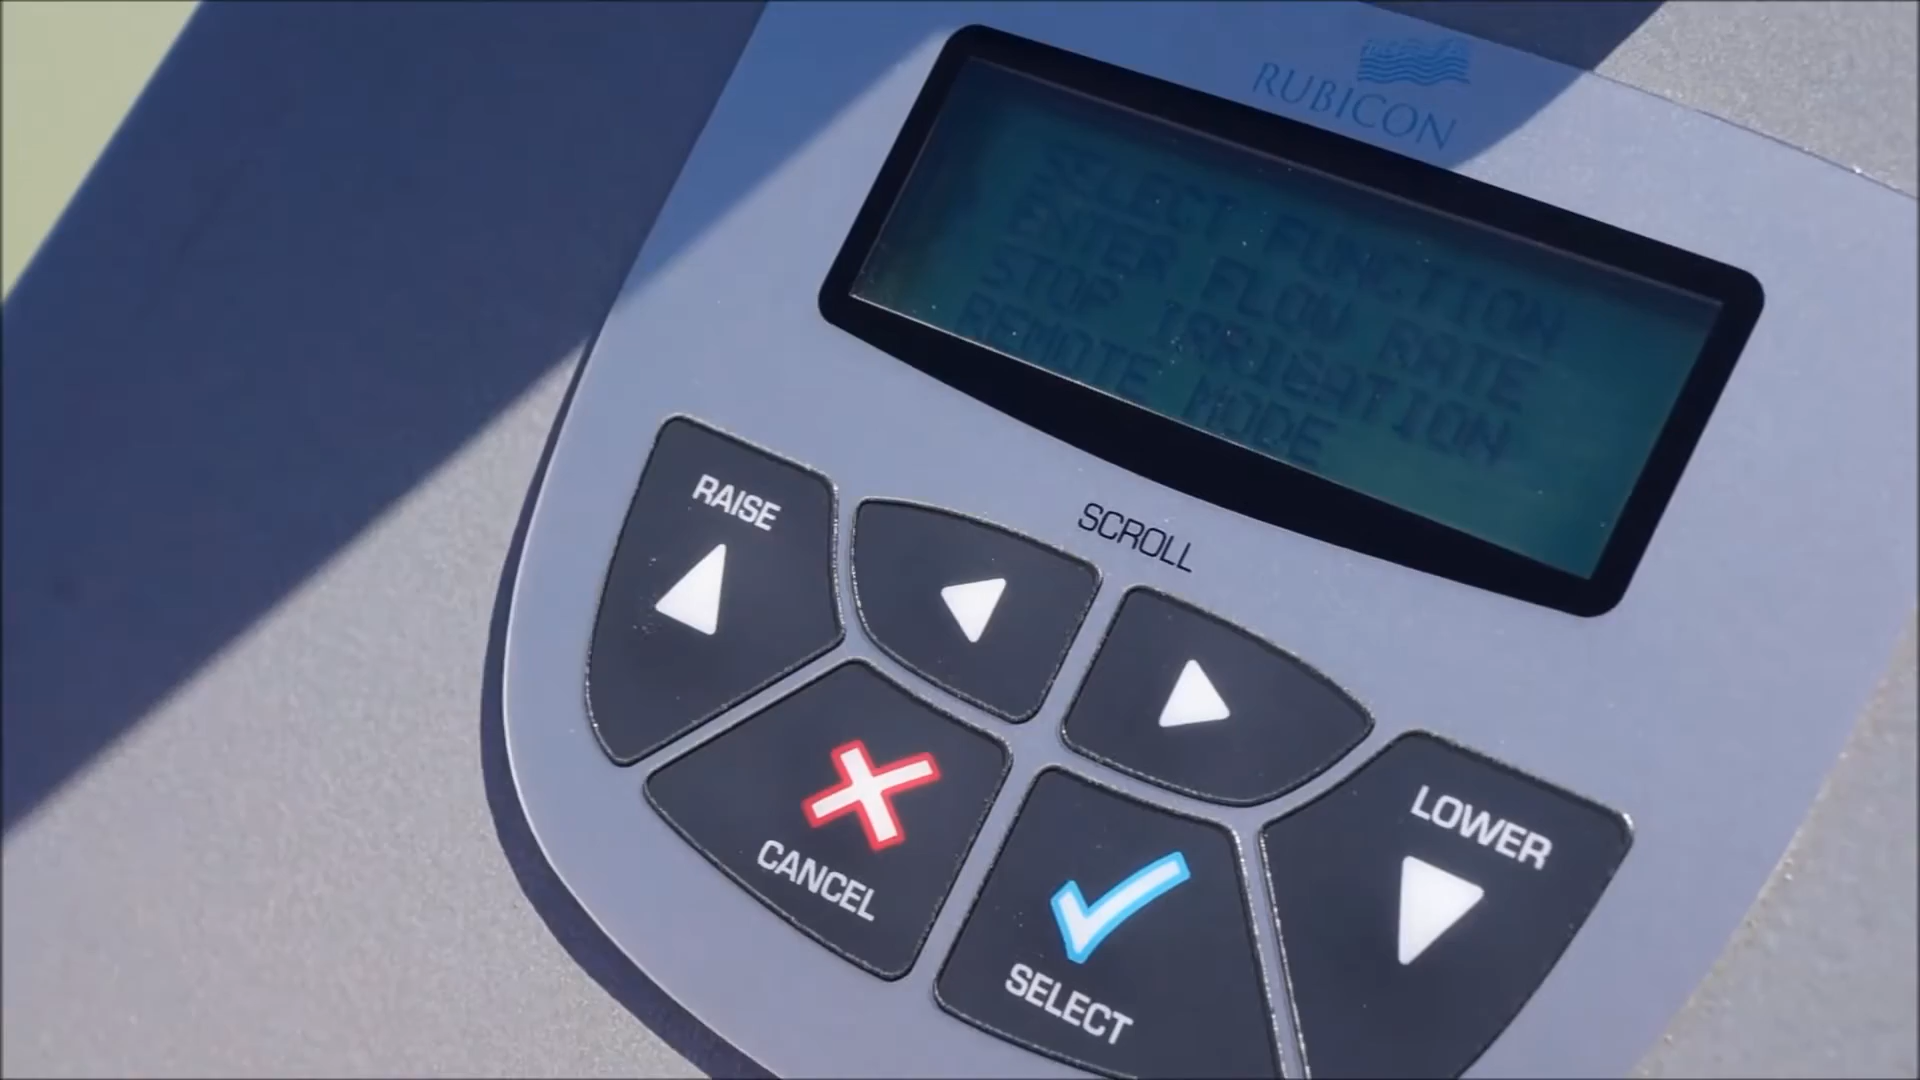 RUBICON
SELECT FUNCTION
ENTER FLOW RATE
STOP IRRIGATION
REMOTE MODE
SCROLL
RAISE
LOWER
CANCEL
SELECT